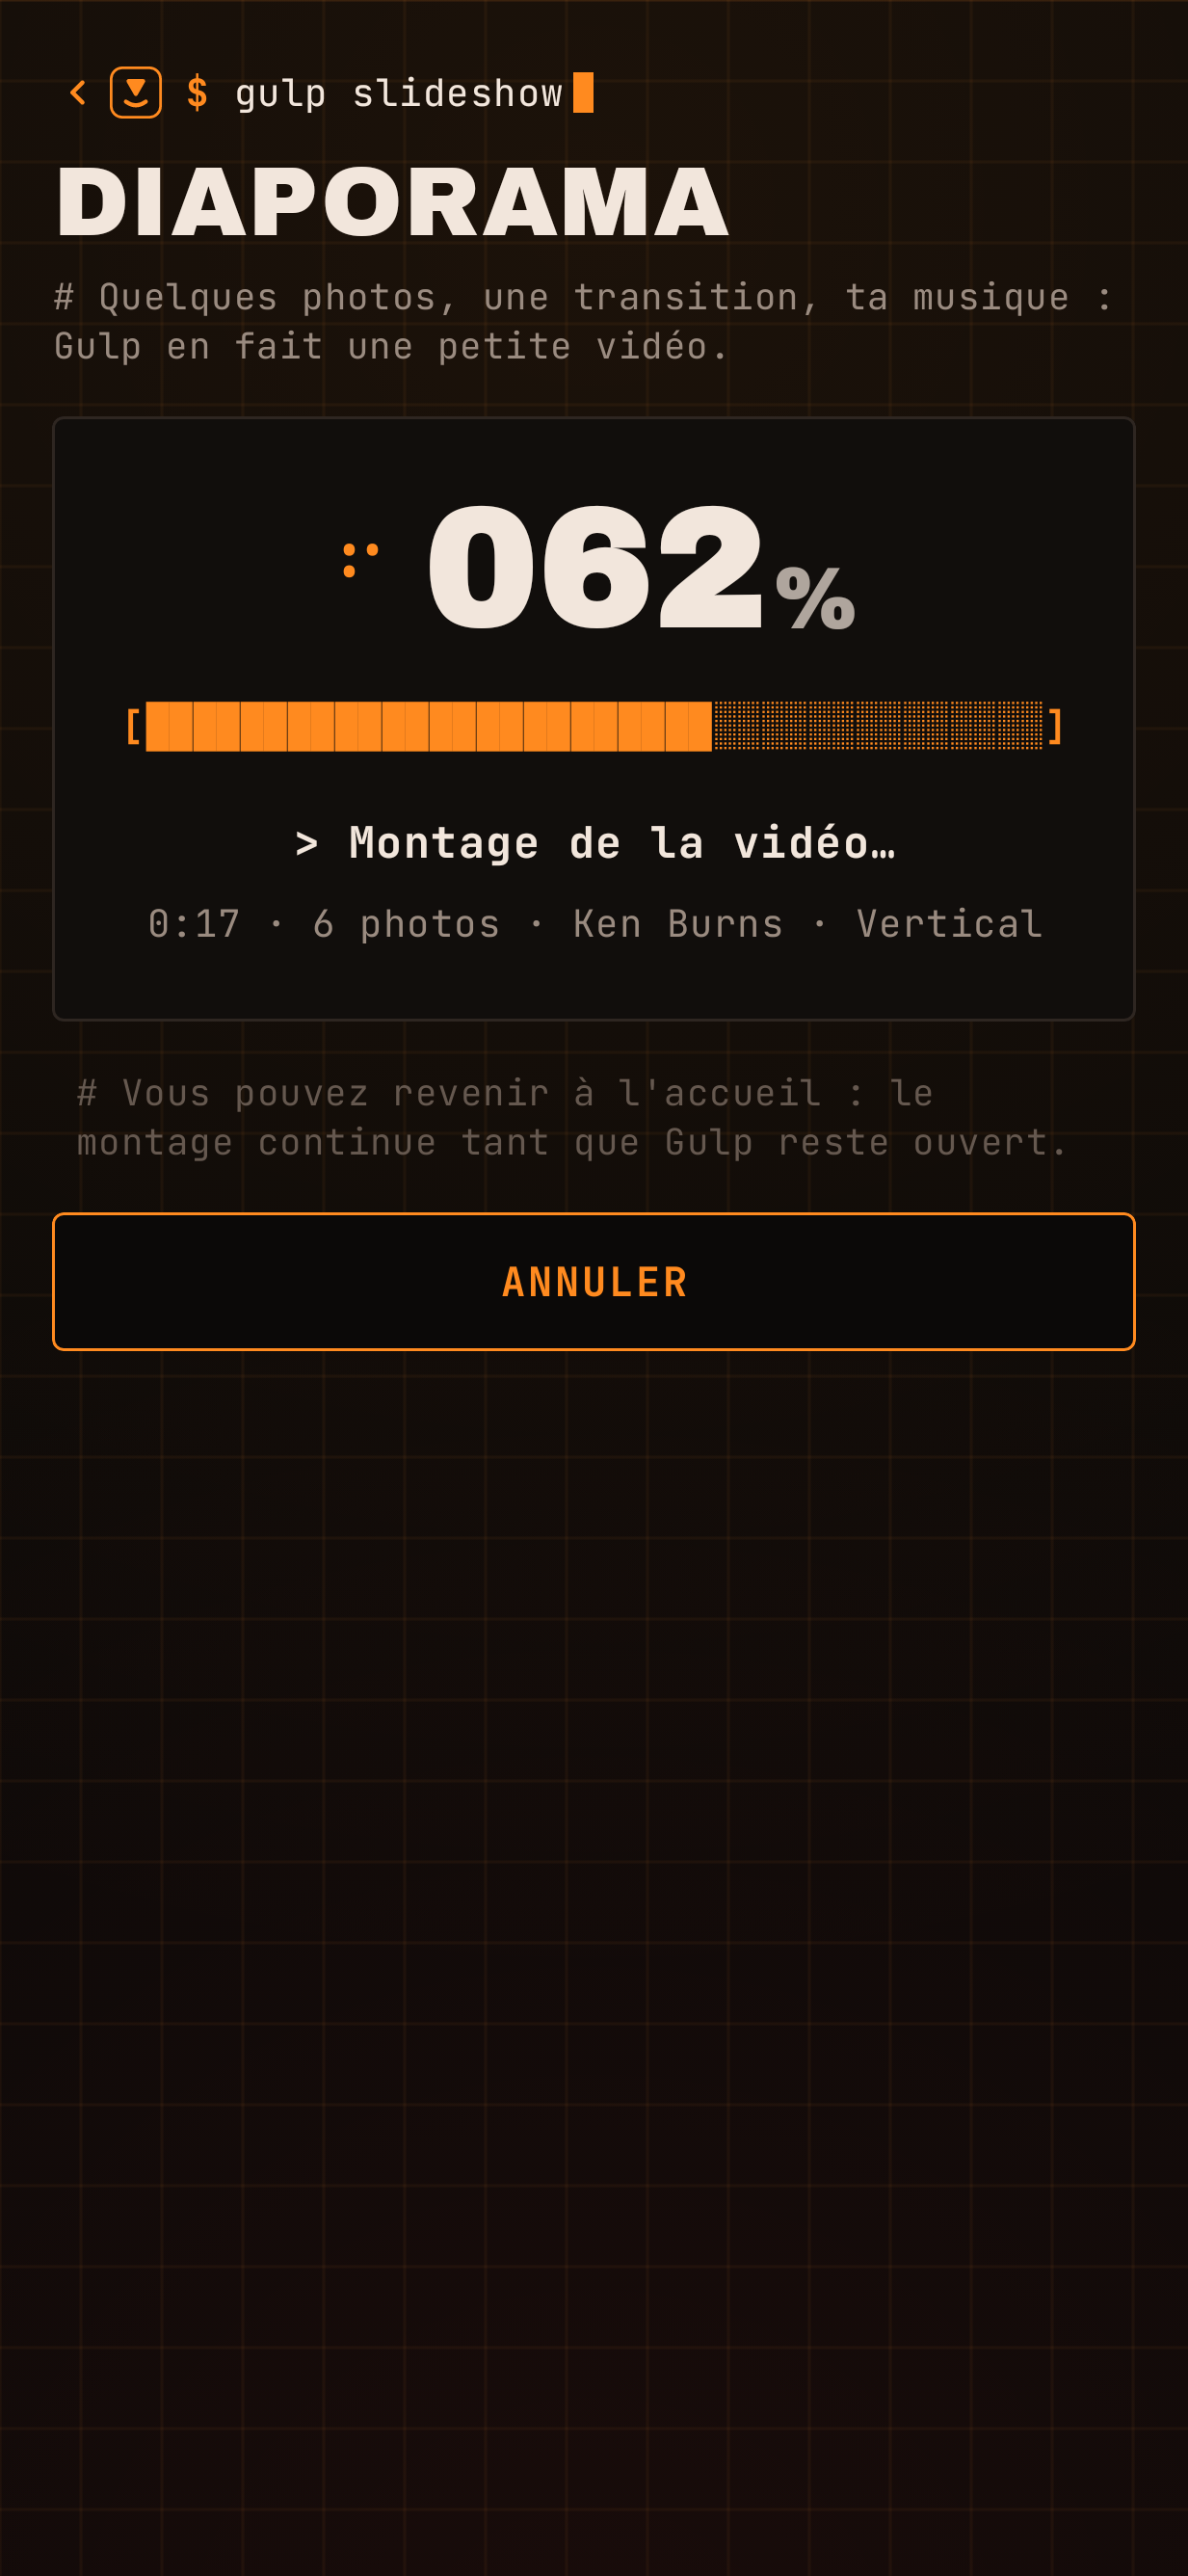 $ gulp slideshow
DIAPORAMA
# Quelques photos, une transition, ta musique :
Gulp en fait une petite vidéo.
062%
[████████████████████████░░░░░░░░░░░░░░]
> Montage de la vidéo…
0:17 · 6 photos · Ken Burns · Vertical
# Vous pouvez revenir à l'accueil : le
montage continue tant que Gulp reste ouvert.
ANNULER